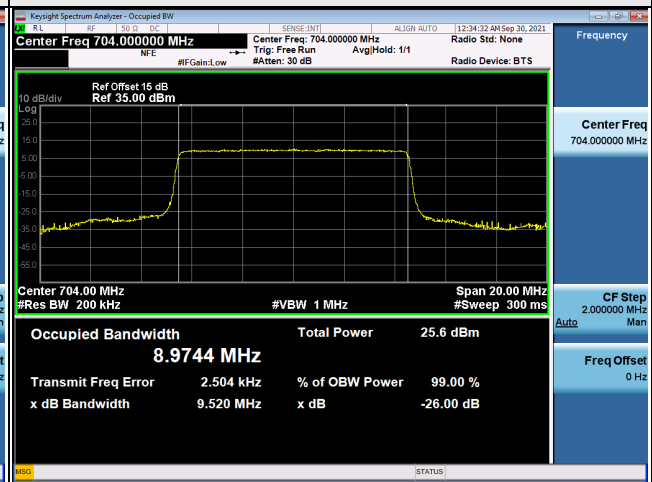 Keysight Spectrum Analyzer - Occupied BW
RL RF 50 Ω DC SENSE:INT ALIGN AUTO 12:34:32 AM Sep 30, 2021
Center Freq 704.000000 MHz Center Freq: 704.000000 MHz Radio Std: None
NFE Trig: Free Run Avg|Hold: 1/1
#IFGain:Low #Atten: 30 dB Radio Device: BTS
Ref Offset 15 dB
10 dB/div Ref 35.00 dBm
Log
25.0
15.0
5.00
-5.00
-15.0
-25.0
-35.0
-45.0
-55.0
Center 704.00 MHz Span 20.00 MHz
#Res BW 200 kHz #VBW 1 MHz #Sweep 300 ms
Occupied Bandwidth Total Power 25.6 dBm
8.9744 MHz
Transmit Freq Error 2.504 kHz % of OBW Power 99.00 %
x dB Bandwidth 9.520 MHz x dB -26.00 dB
MSG STATUS
Frequency
Center Freq
704.000000 MHz
CF Step
2.000000 MHz
Auto Man
Freq Offset
0 Hz